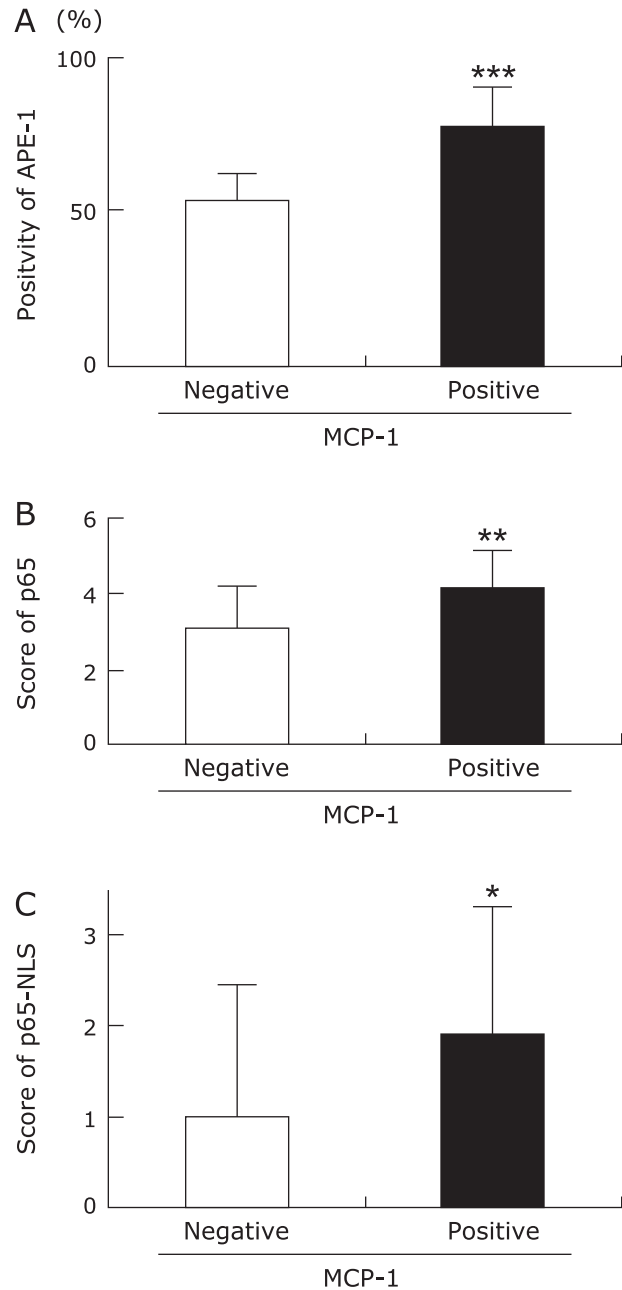 A (%)
100
***
50
0
Positvity of APE-1
Negative Positive
MCP-1
B
6
**
4
2
0
Score of p65
Negative Positive
MCP-1
C
*
3
2
1
0
Score of p65-NLS
Negative Positive
MCP-1